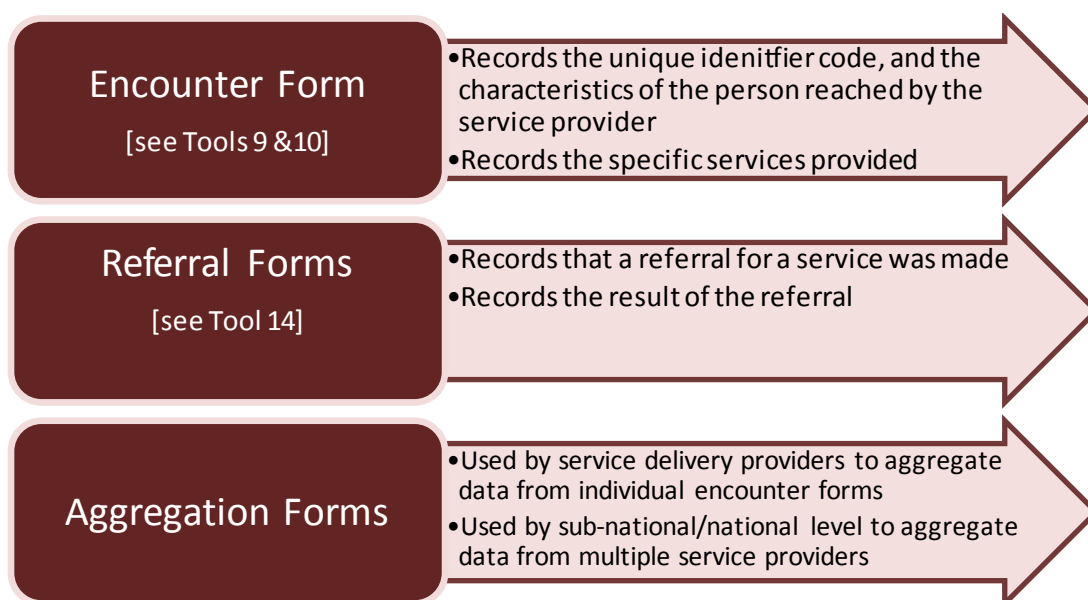 Encounter Form
[see Tools 9 &10]
•Records the unique idenitfier code, and the
characteristics of the person reached by the
service provider
•Records the specific services provided
Referral Forms
[see Tool 14]
•Records that a referral for a service was made
•Records the result of the referral
Aggregation Forms
•Used by service delivery providers to aggregate
data from individual encounter forms
•Used by sub-national/national level to aggregate
data from multiple service providers